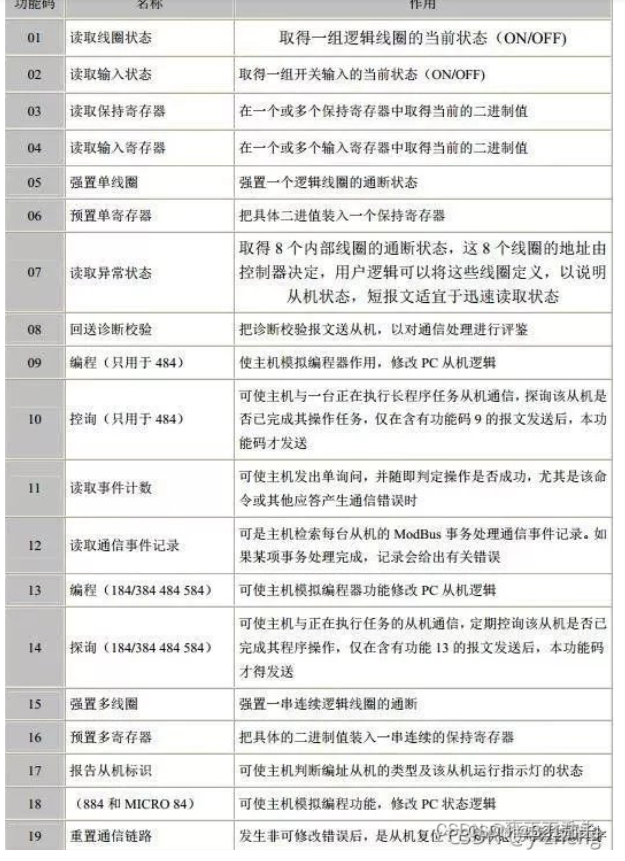 功能码 名称 作用
01 读取线圈状态 取得一组逻辑线圈的当前状态（ON/OFF)
02 读取输入状态 取得一组开关输入的当前状态（ON/OFF)
03 读取保持寄存器 在一个或多个保持寄存器中取得当前的二进制值
04 读取输入寄存器 在一个或多个输入寄存器中取得当前的二进制值
05 强置单线圈 强置一个逻辑线圈的通断状态
06 预置单寄存器 把具体二进值装入一个保持寄存器
07 读取异常状态
取得 8 个内部线圈的通断状态，这 8 个线圈的地址由
控制器决定，用户逻辑可以将这些线圈定义，以说明
从机状态，短报文适宜于迅速读取状态
08 回送诊断校验 把诊断校验报文送从机，以对通信处理进行评鉴
09 编程（只用于 484） 使主机模拟编程器作用，修改 PC 从机逻辑
10 控询（只用于 484）
可使主机与一台正在执行长程序任务从机通信，探询该从机是
否已完成其操作任务，仅在含有功能码 9 的报文发送后，本功
能码才发送
11 读取事件计数
可使主机发出单询问，并随即判定操作是否成功，尤其是该命
令或其他应答产生通信错误时
12 读取通信事件记录
可是主机检索每台从机的 ModBus 事务处理通信事件记录。如
果某项事务处理完成，记录会给出有关错误
13 编程（184/384 484 584） 可使主机模拟编程器功能修改 PC 从机逻辑
14 探询（184/384 484 584）
可使主机与正在执行任务的从机通信，定期控询该从机是否已
完成其程序操作，仅在含有功能 13 的报文发送后，本功能码
才得发送
15 强置多线圈 强置一串连续逻辑线圈的通断
16 预置多寄存器 把具体的二进制值装入一串连续的保持寄存器
17 报告从机标识 可使主机判断编址从机的类型及该从机运行指示灯的状态
18 （884 和 MICRO 84） 可使主机模拟编程功能，修改 PC 状态逻辑
19 重置通信链路 发生非可修改错误后，是从机复位
CSDN @yizheng